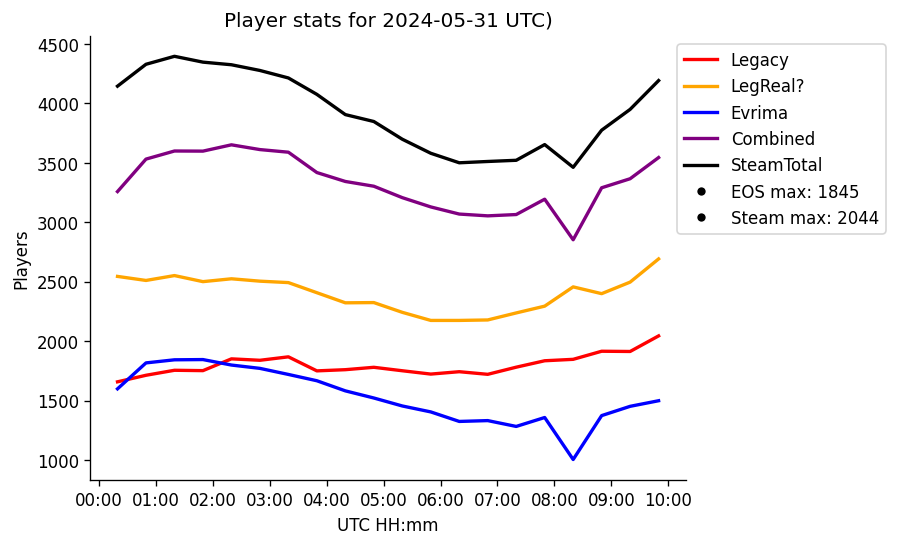 Player stats for 2024-05-31 UTC)
4500
4000
3500
3000
2500
2000
1500
1000
Players
00:00 01:00 02:00 03:00 04:00 05:00 06:00 07:00 08:00 09:00 10:00
UTC HH:mm
Legacy
LegReal?
Evrima
Combined
SteamTotal
EOS max: 1845
Steam max: 2044